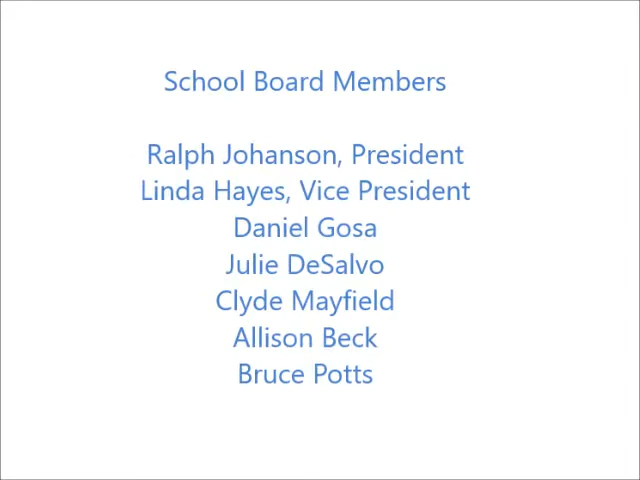 School Board Members
Ralph Johanson, President
Linda Hayes, Vice President
Daniel Gosa
Julie DeSalvo
Clyde Mayfield
Allison Beck
Bruce Potts